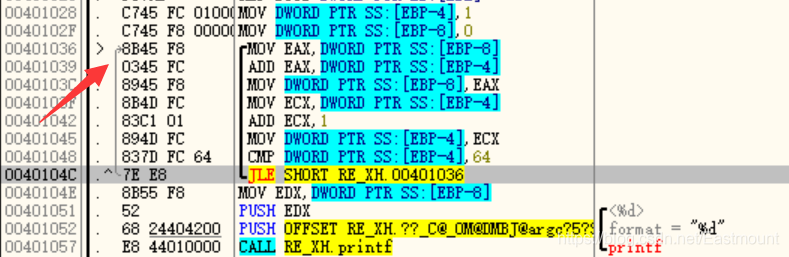 00401028 . C745 FC 01000 MOV DWORD PTR SS:[EBP-4],1
0040102F . C745 F8 00000 MOV DWORD PTR SS:[EBP-8],0
00401036 > 8B45 F8 MOV EAX,DWORD PTR SS:[EBP-8]
00401039 . 0345 FC ADD EAX,DWORD PTR SS:[EBP-4]
0040103C . 8945 F8 MOV DWORD PTR SS:[EBP-8],EAX
0040103F . 8B4D FC MOV ECX,DWORD PTR SS:[EBP-4]
00401042 . 83C1 01 ADD ECX,1
00401045 . 894D FC MOV DWORD PTR SS:[EBP-4],ECX
00401048 . 837D FC 64 CMP DWORD PTR SS:[EBP-4],64
0040104C .^ 7E E8 JLE SHORT RE_XH.00401036
. 8B55 F8 MOV EDX,DWORD PTR SS:[EBP-8]
00401051 . 52 PUSH EDX <%d>
00401052 . 68 24404200 PUSH OFFSET RE_XH.??_C@_0M@DMBJ@argc?5?$ format = "%d"
00401057 . E8 44010000 CALL RE_XH.printf printf